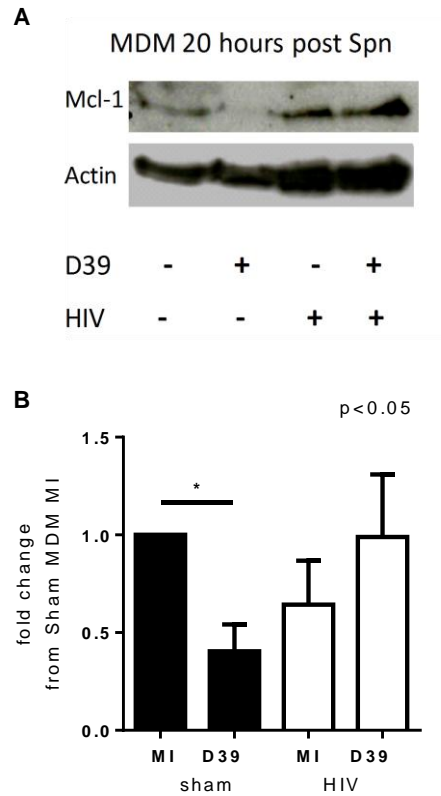 A
MDM 20 hours post Spn
Mcl-1
Actin
D39 - + - +
HIV - - + +
B
p<0.05
fold change
from Sham MDM MI
1.5
1.0
0.5
0.0
*
MI D39 MI D39
sham HIV